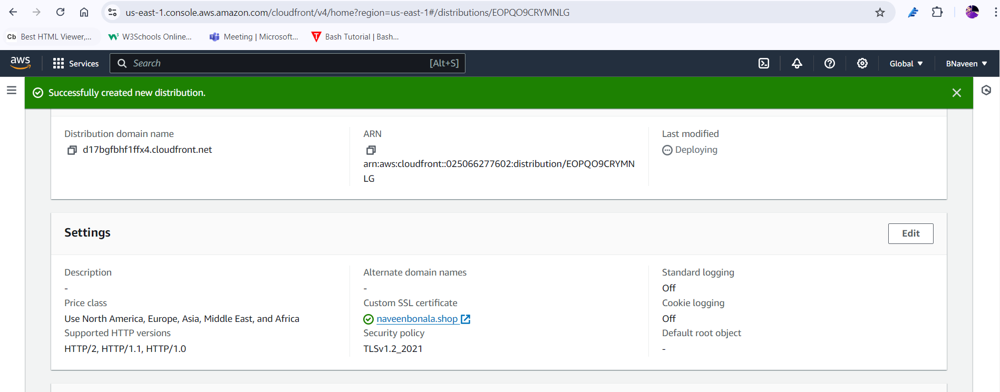 us-east-1.console.aws.amazon.com/cloudfront/v4/home?region=us-east-1#/distributions/EOPQO9CRYMNLG
Cb Best HTML Viewer,... W3Schools Online... Meeting | Microsoft... Bash Tutorial | Bash...
aws Services Search [Alt+S] Global BNaveen
Successfully created new distribution.
Distribution domain name ARN Last modified
d17bgfbhf1ffx4.cloudfront.net Deploying
arn:aws:cloudfront::025066277602:distribution/EOPQO9CRYMN
LG
Settings Edit
Description Alternate domain names Standard logging
- - Off
Price class Custom SSL certificate Cookie logging
Use North America, Europe, Asia, Middle East, and Africa naveenbonala.shop Off
Supported HTTP versions Security policy Default root object
HTTP/2, HTTP/1.1, HTTP/1.0 TLSv1.2_2021 -